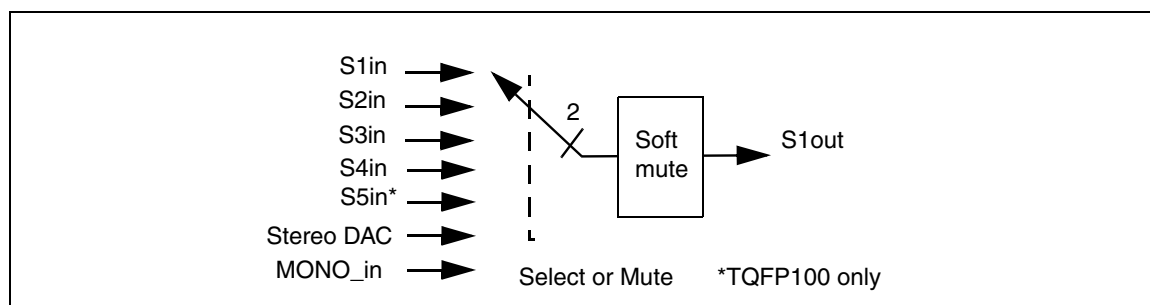 S1in
S2in
S3in
S4in
S5in*
Stereo DAC
MONO_in
2
Soft
mute
S1out
Select or Mute
*TQFP100 only